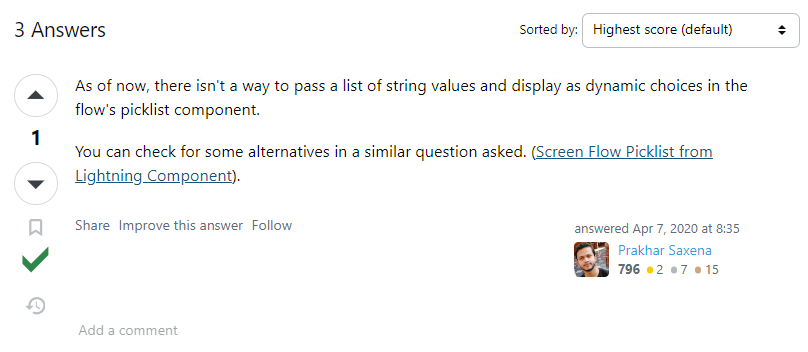 3 Answers
Sorted by:
Highest score (default)
As of now, there isn't a way to pass a list of string values and display as dynamic choices in the
flow's picklist component.
1
You can check for some alternatives in a similar question asked. (Screen Flow Picklist from
Lightning Component).
Share Improve this answer Follow
answered Apr 7, 2020 at 8:35
Prakhar Saxena
796 2 7 15
Add a comment